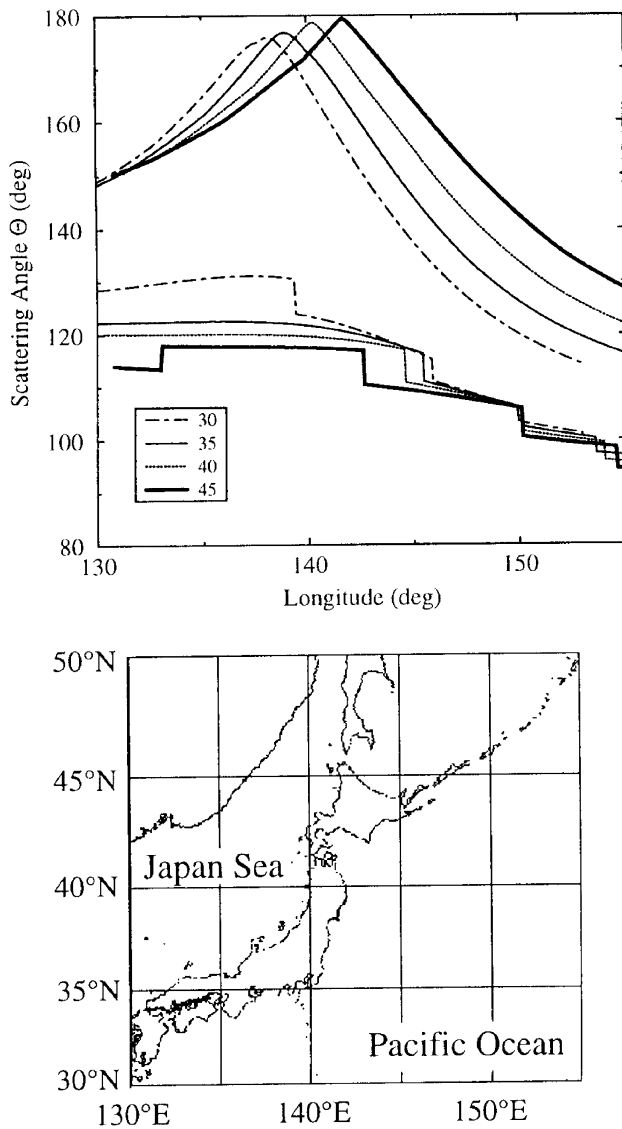 180
160
140
120
100
80
Scattering Angle Θ (deg)
30
35
40
45
130
140
150
Longitude (deg)
50°N
45°N
40°N
35°N
30°N
Japan Sea
Pacific Ocean
130°E
140°E
150°E